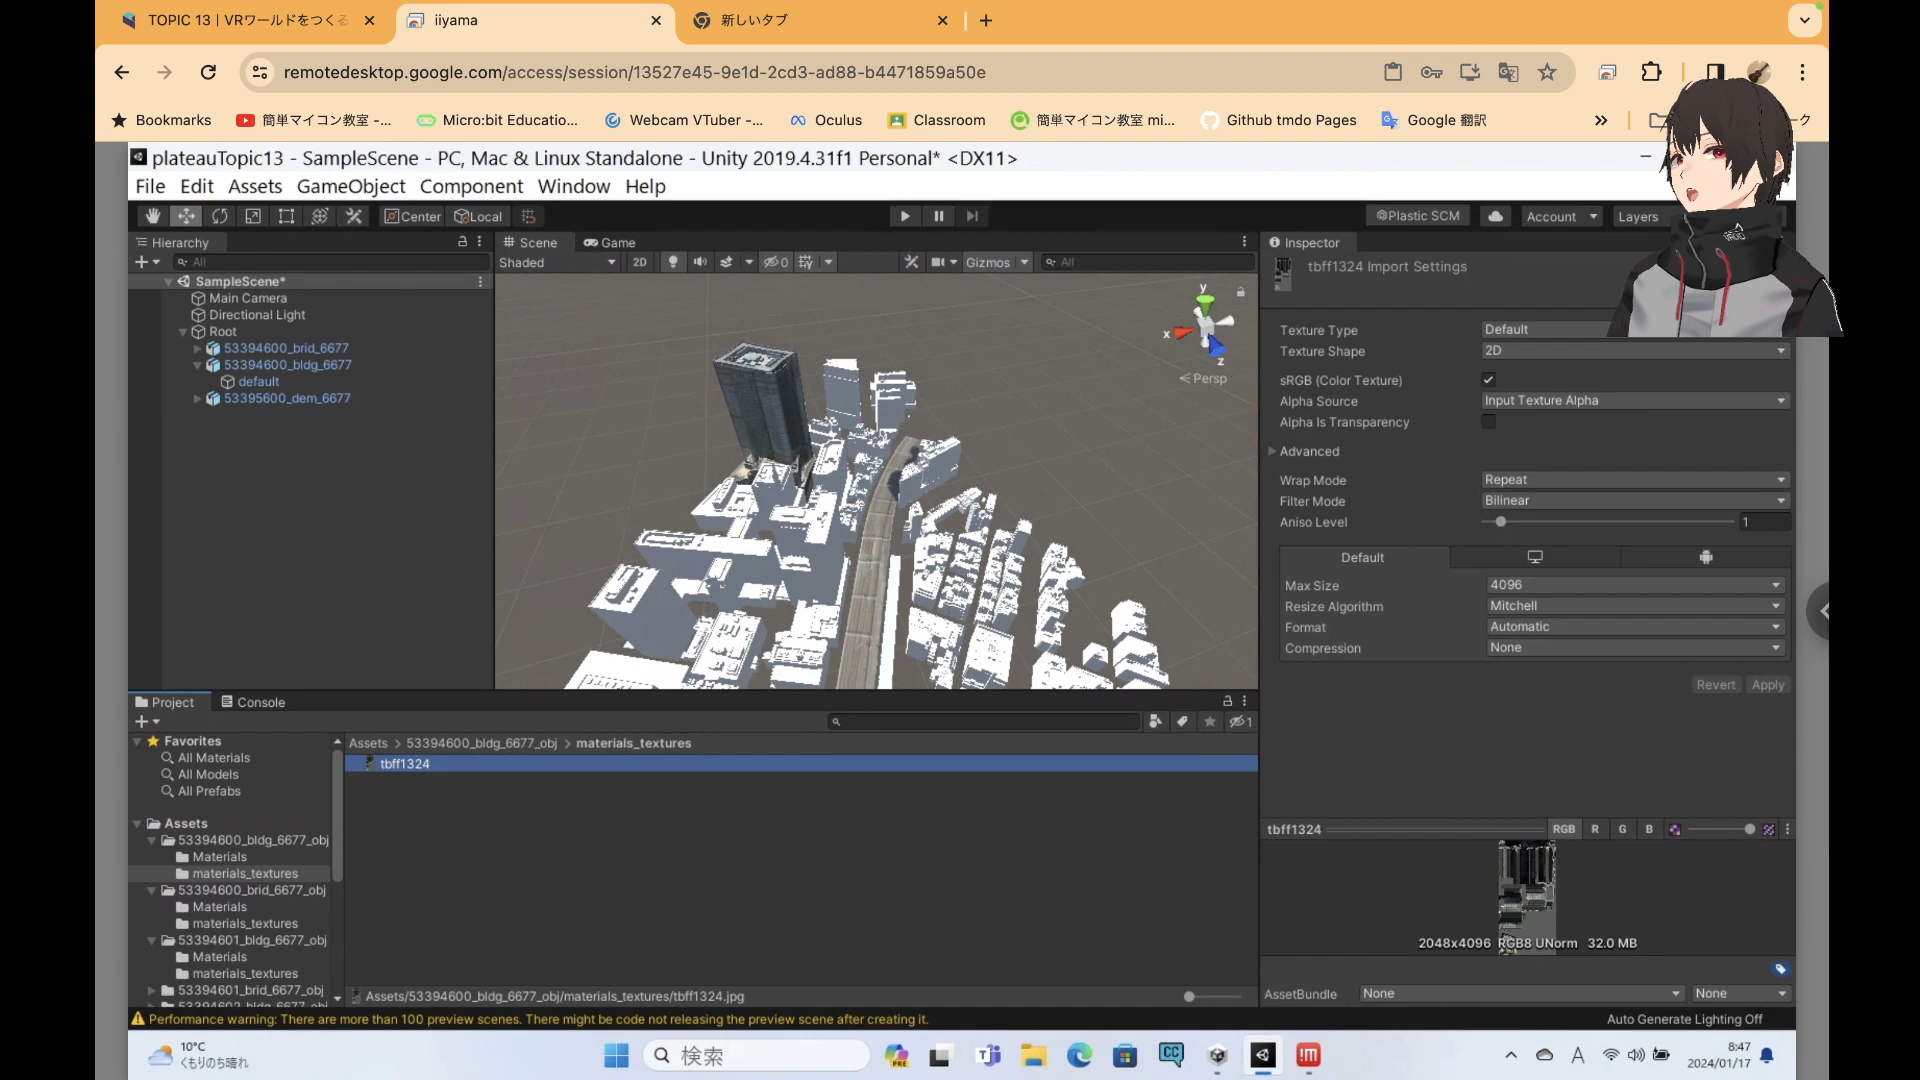 TOPIC 13 | VRワールドをつくる
iiyama
新しいタブ
remotedesktop.google.com/access/session/13527e45-9e1d-2cd3-ad88-b4471859a50e
Bookmarks
簡単マイコン教室 -...
Micro:bit Educatio...
Webcam VTuber -...
Oculus
Classroom
簡単マイコン教室 mi...
Github tmdo Pages
Google 翻訳
ーク
plateauTopic13 - SampleScene - PC, Mac & Linux Standalone - Unity 2019.4.31f1 Personal* <DX11>
File Edit Assets GameObject Component Window Help
Center
Local
Plastic SCM
Account
Layers
Hierarchy
All
SampleScene*
Main Camera
Directional Light
Root
53394600_brid_6677
53394600_bldg_6677
default
53395600_dem_6677
Scene
Game
Shaded
2D
0
Gizmos
All
y
x
z
Persp
Inspector
tbff1324 Import Settings
Texture Type Default
Texture Shape 2D
sRGB (Color Texture)
Alpha Source Input Texture Alpha
Alpha Is Transparency
Advanced
Wrap Mode Repeat
Filter Mode Bilinear
Aniso Level 1
Default
Max Size 4096
Resize Algorithm Mitchell
Format Automatic
Compression None
Revert Apply
Project
Console
1
Favorites
All Materials
All Models
All Prefabs
Assets
53394600_bldg_6677_obj
Materials
materials_textures
53394600_brid_6677_obj
Materials
materials_textures
53394601_bldg_6677_obj
Materials
materials_textures
53394601_brid_6677_obj
53394602_bldg_6677_obj
Assets > 53394600_bldg_6677_obj > materials_textures
tbff1324
Assets/53394600_bldg_6677_obj/materials_textures/tbff1324.jpg
tbff1324
RGB R G B
2048x4096 RGB8 UNorm 32.0 MB
AssetBundle None None
Performance warning: There are more than 100 preview scenes. There might be code not releasing the preview scene after creating it.
Auto Generate Lighting Off
10°C
くもりのち晴れ
検索
PRE
CC
A
8:47
2024/01/17